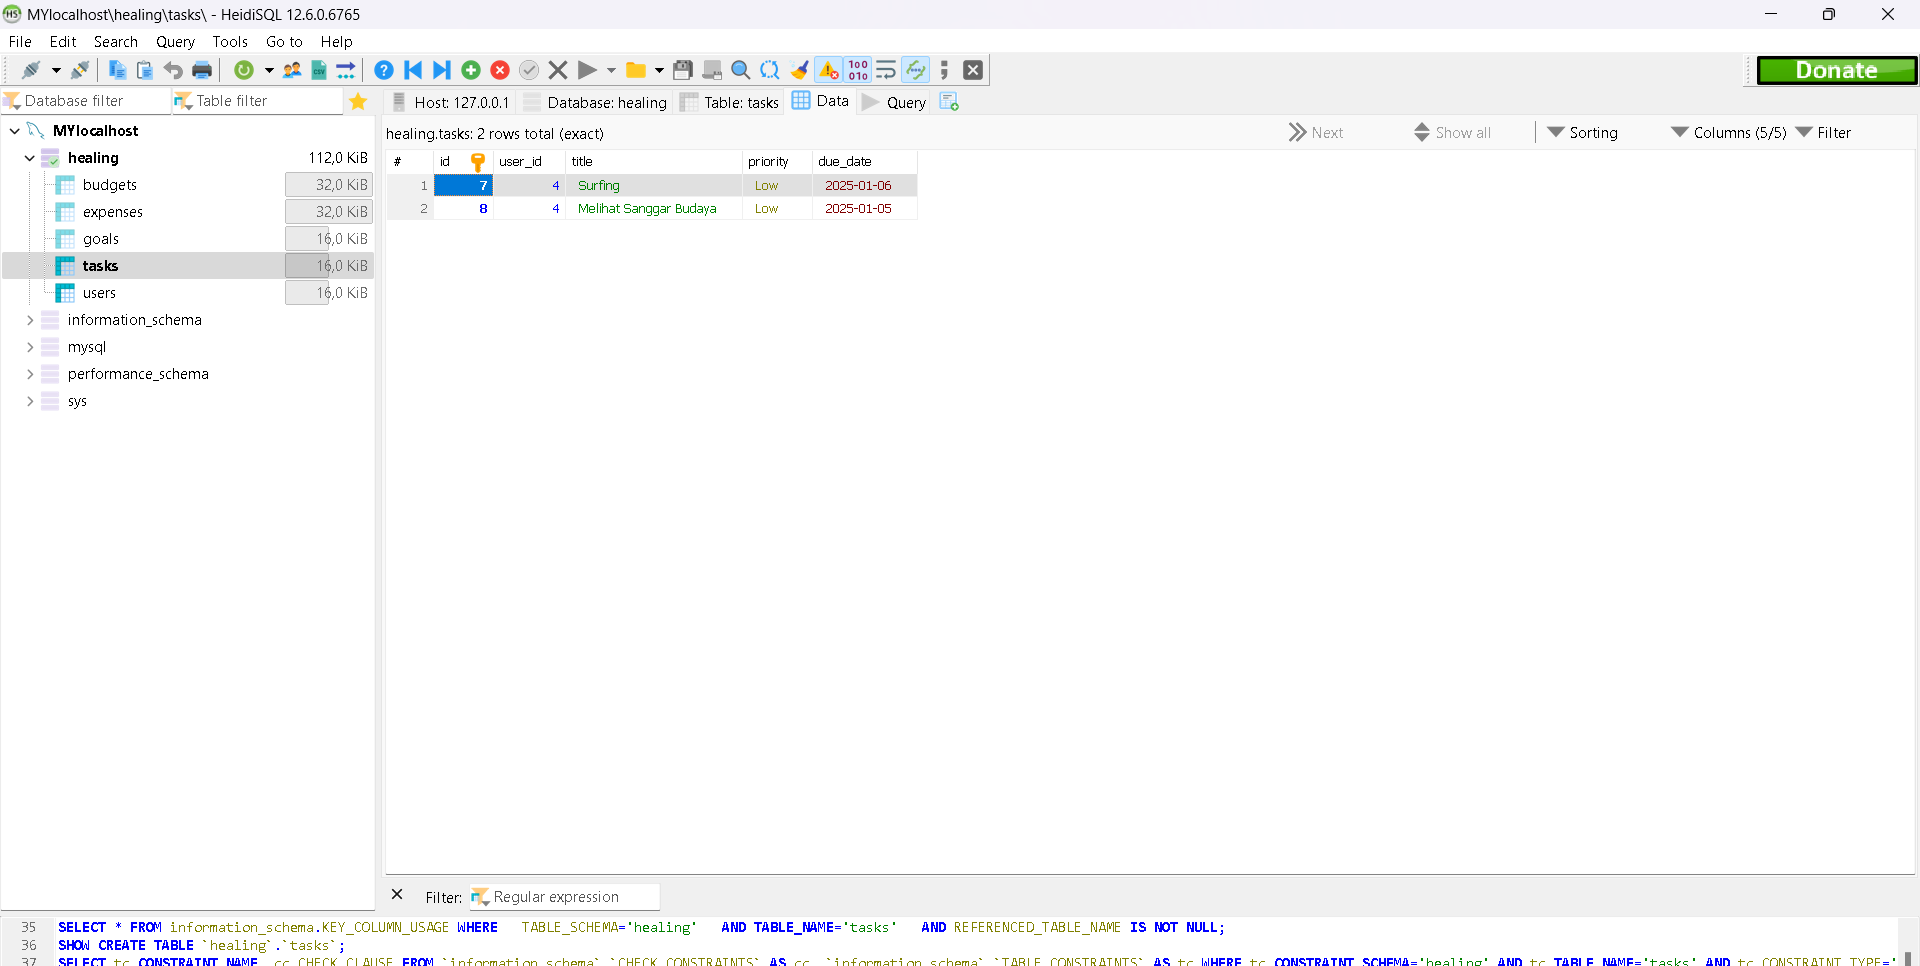 MYlocalhost\healing\tasks\ - HeidiSQL 12.6.0.6765
File Edit Search Query Tools Go to Help
Donate
Database filter Table filter
Host: 127.0.0.1 Database: healing Table: tasks Data Query
MYlocalhost
healing 112,0 KiB
budgets 32,0 KiB
expenses 32,0 KiB
goals 16,0 KiB
tasks 16,0 KiB
users 16,0 KiB
information_schema
mysql
performance_schema
sys
healing.tasks: 2 rows total (exact) Next Show all Sorting Columns (5/5) Filter
# id user_id title priority due_date
1 7 4 Surfing Low 2025-01-06
2 8 4 Melihat Sanggar Budaya Low 2025-01-05
Filter: Regular expression
35 SELECT * FROM information_schema.KEY_COLUMN_USAGE WHERE TABLE_SCHEMA='healing' AND TABLE_NAME='tasks' AND REFERENCED_TABLE_NAME IS NOT NULL;
36 SHOW CREATE TABLE `healing`.`tasks`;
37 SELECT tc.CONSTRAINT_NAME, cc.CHECK_CLAUSE FROM `information_schema`.`CHECK_CONSTRAINTS` AS cc, `information_schema`.`TABLE_CONSTRAINTS` AS tc WHERE tc.CONSTRAINT_SCHEMA='healing' AND tc.TABLE_NAME='tasks' AND tc.CONSTRAINT_TYPE='